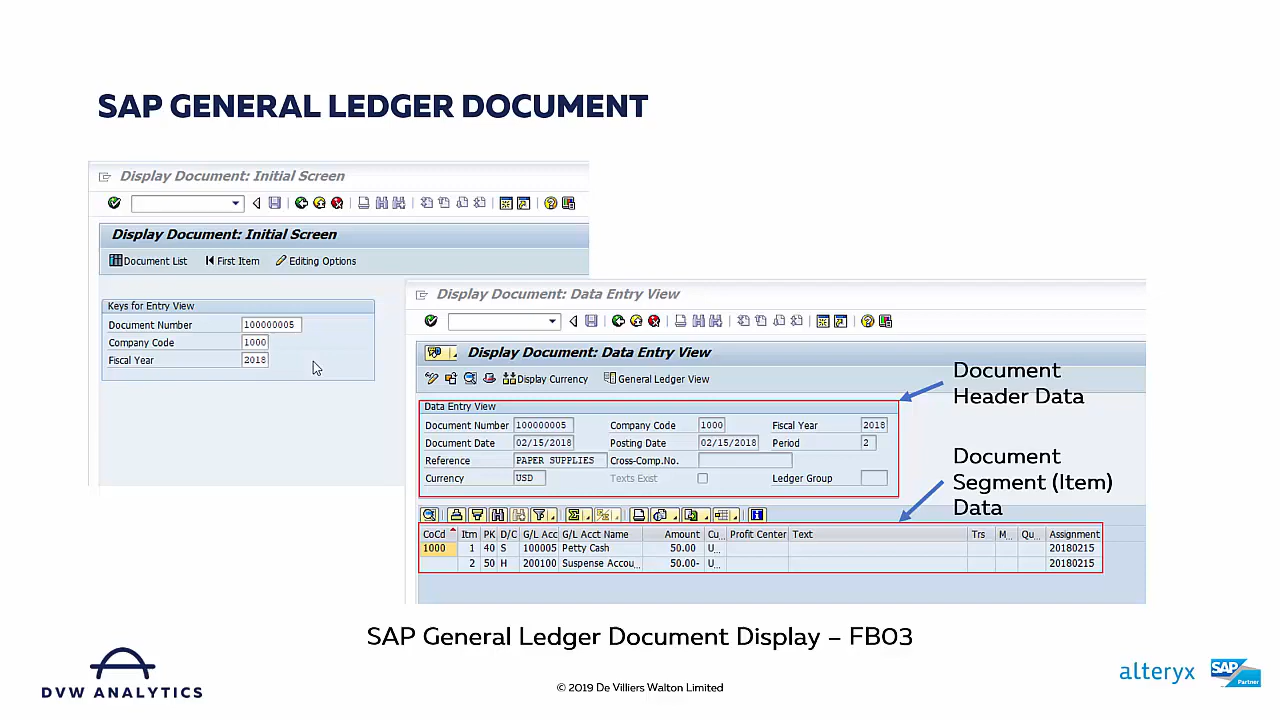 SAP GENERAL LEDGER DOCUMENT
Display Document: Initial Screen
Display Document: Initial Screen
Document List First Item Editing Options
Keys for Entry View
Document Number 100000005
Company Code 1000
Fiscal Year 2018
Display Document: Data Entry View
Display Document: Data Entry View
Display Currency General Ledger View
Data Entry View
Document Number 100000005 Company Code 1000 Fiscal Year 2018
Document Date 02/15/2018 Posting Date 02/15/2018 Period 2
Reference PAPER SUPPLIES Cross-Comp.No.
Currency USD Texts Exist Ledger Group
CoCd Itm PK D/C G/L Acc G/L Acct Name Amount Cu... Profit Center Text Trs M... Qu... Assignment
1000 1 40 S 100005 Petty Cash 50.00 U... 20180215
2 50 H 200100 Suspense Accou... 50.00- U... 20180215
Document
Header Data
Document
Segment (Item)
Data
SAP General Ledger Document Display – FB03
DVW ANALYTICS
© 2019 De Villiers Walton Limited
alteryx
SAP
Partner